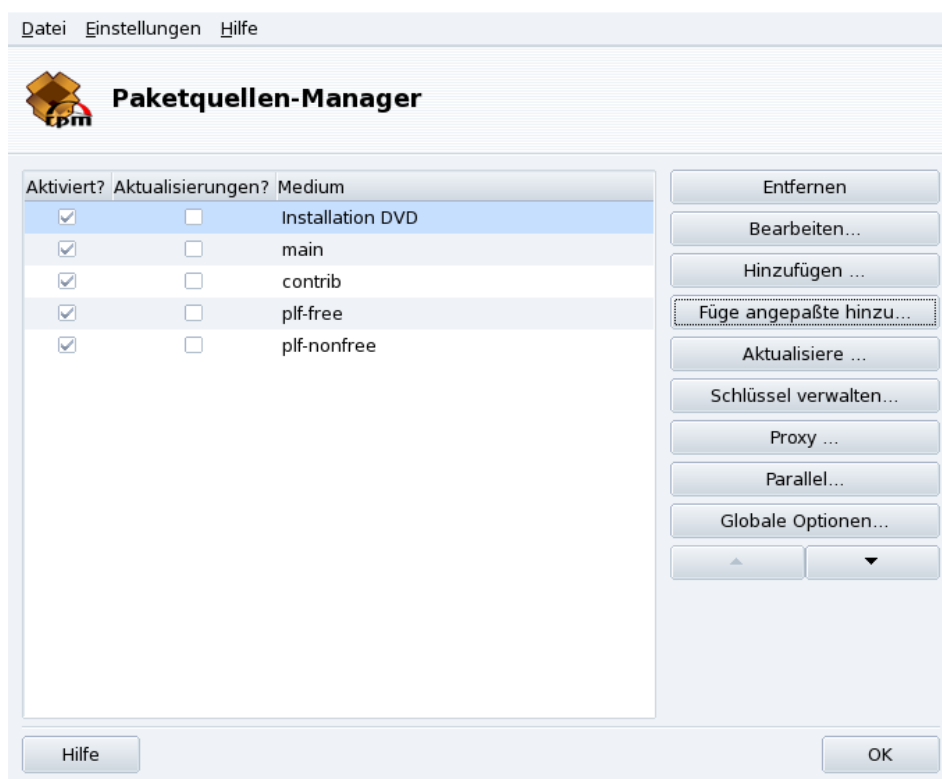 Datei Einstellungen Hilfe
rpm
Paketquellen-Manager
Aktiviert? Aktualisierungen? Medium
Installation DVD
main
contrib
plf-free
plf-nonfree
Entfernen
Bearbeiten...
Hinzufügen ...
Füge angepaßte hinzu...
Aktualisiere ...
Schlüssel verwalten...
Proxy ...
Parallel...
Globale Optionen...
Hilfe
OK